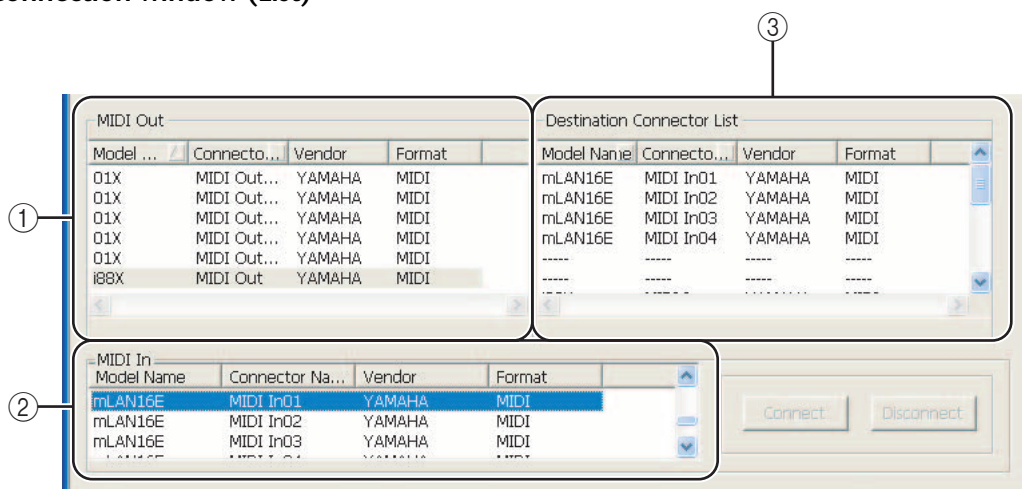 ③
MIDI Out
Model ... Connecto... Vendor Format
01X MIDI Out... YAMAHA MIDI
01X MIDI Out... YAMAHA MIDI
01X MIDI Out... YAMAHA MIDI
01X MIDI Out... YAMAHA MIDI
01X MIDI Out... YAMAHA MIDI
i88X MIDI Out YAMAHA MIDI
①
Destination Connector List
Model Name Connecto... Vendor Format
mLAN16E MIDI In01 YAMAHA MIDI
mLAN16E MIDI In02 YAMAHA MIDI
mLAN16E MIDI In03 YAMAHA MIDI
mLAN16E MIDI In04 YAMAHA MIDI
----- ----- ----- -----
----- ----- ----- -----
MIDI In
Model Name Connector Na... Vendor Format
mLAN16E MIDI In01 YAMAHA MIDI
mLAN16E MIDI In02 YAMAHA MIDI
mLAN16E MIDI In03 YAMAHA MIDI
②
Connect Disconnect